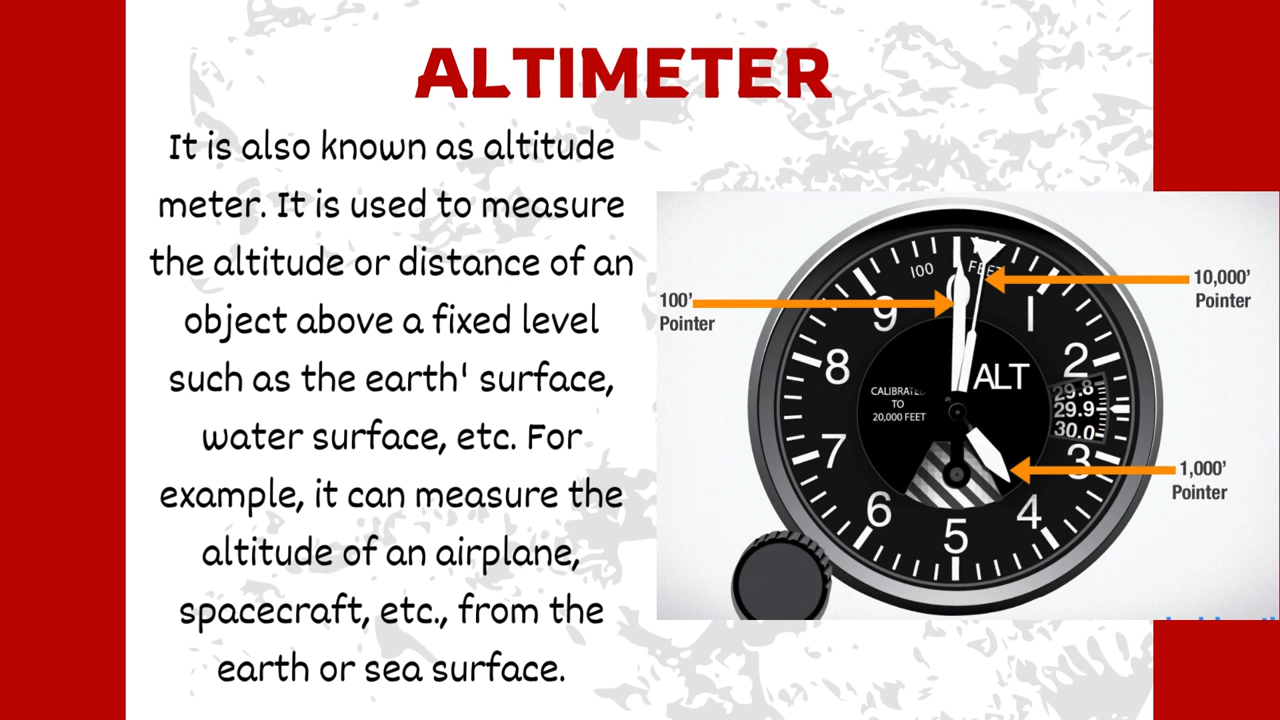 ALTIMETER
It is also known as altitude
meter. It is used to measure
the altitude or distance of an
object above a fixed level
such as the earth' surface,
water surface, etc. For
example, it can measure the
altitude of an airplane,
spacecraft, etc., from the
earth or sea surface.
100'
Pointer
10,000'
Pointer
1,000'
Pointer
100 FEET
0
1
2
3
4
5
6
7
8
9
ALT
CALIBRATED
TO
20,000 FEET
29.8
29.9
30.0